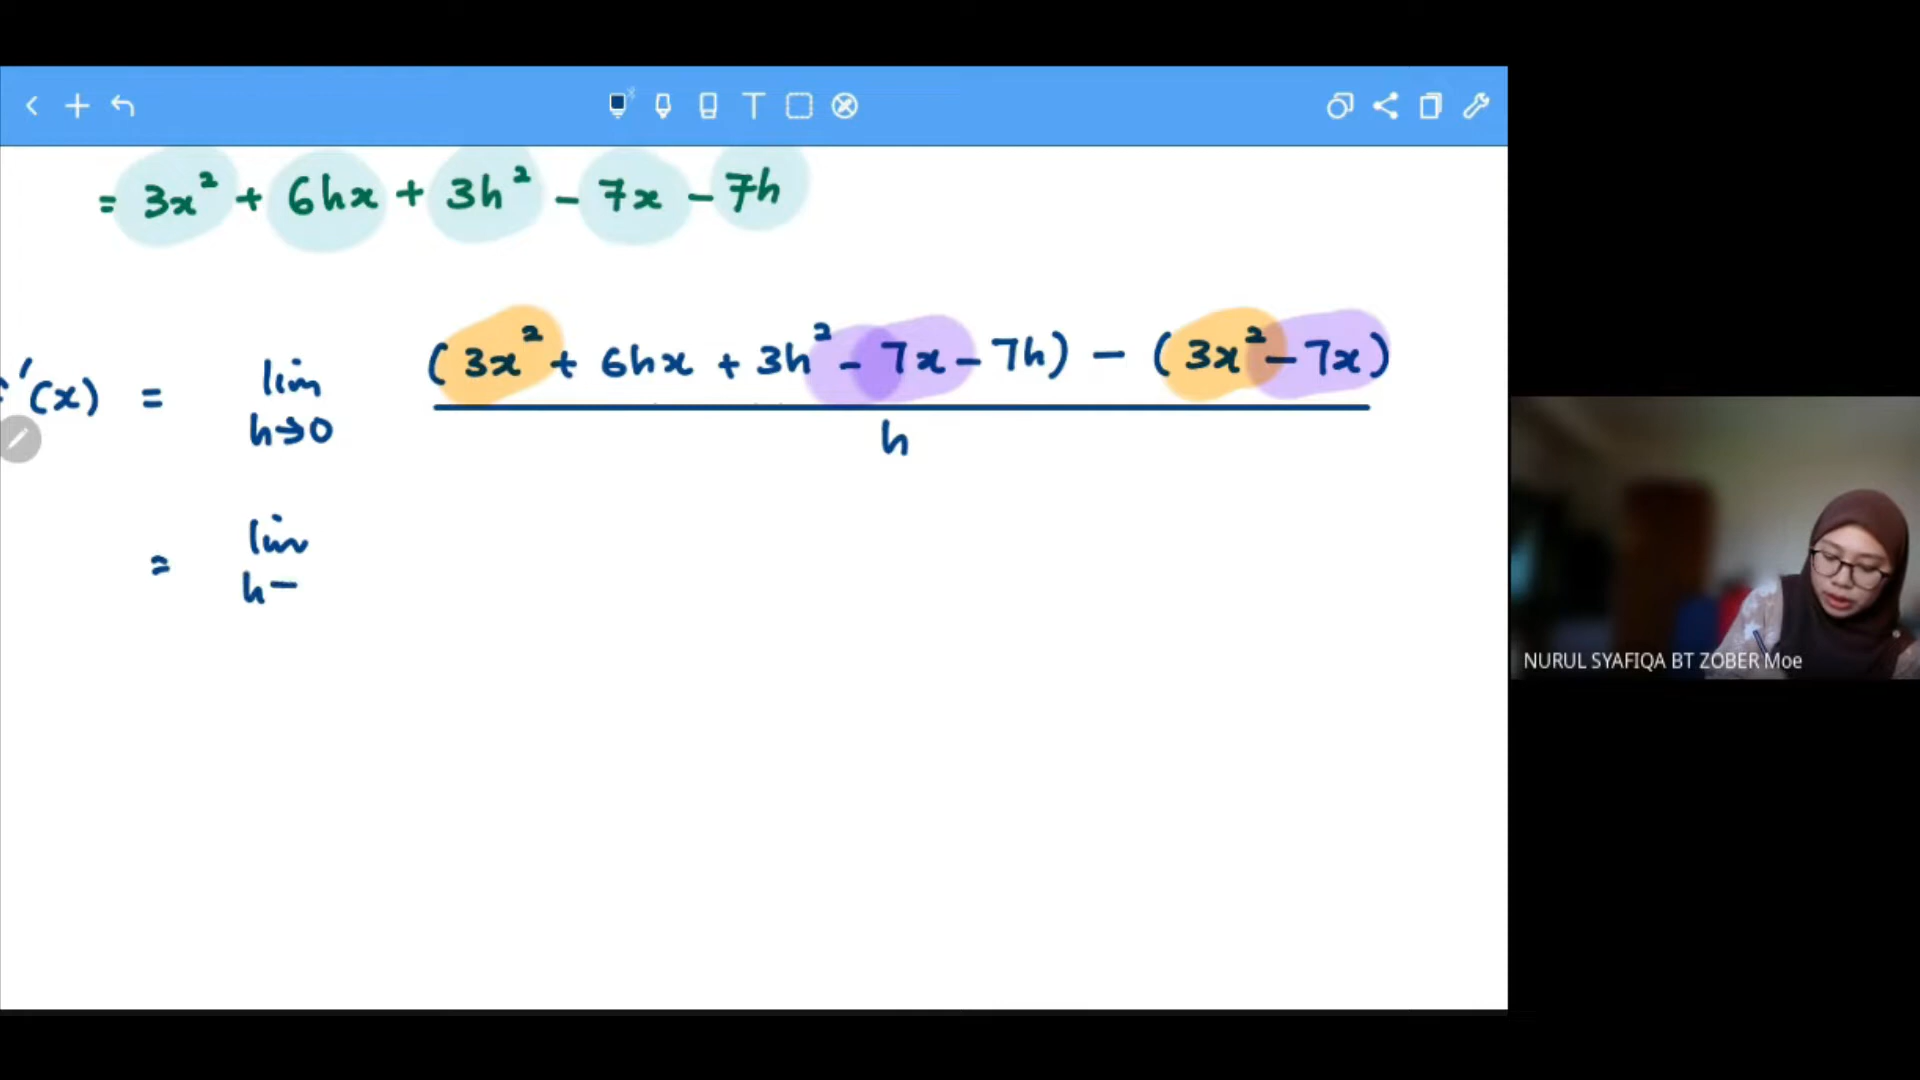 = 3x² + 6hx + 3h² - 7x - 7h
'(x) = lim h→0 (3x² + 6hx + 3h² - 7x - 7h) - (3x² - 7x)
h
= lim
h -
NURUL SYAFIQA BT ZOBER Moe